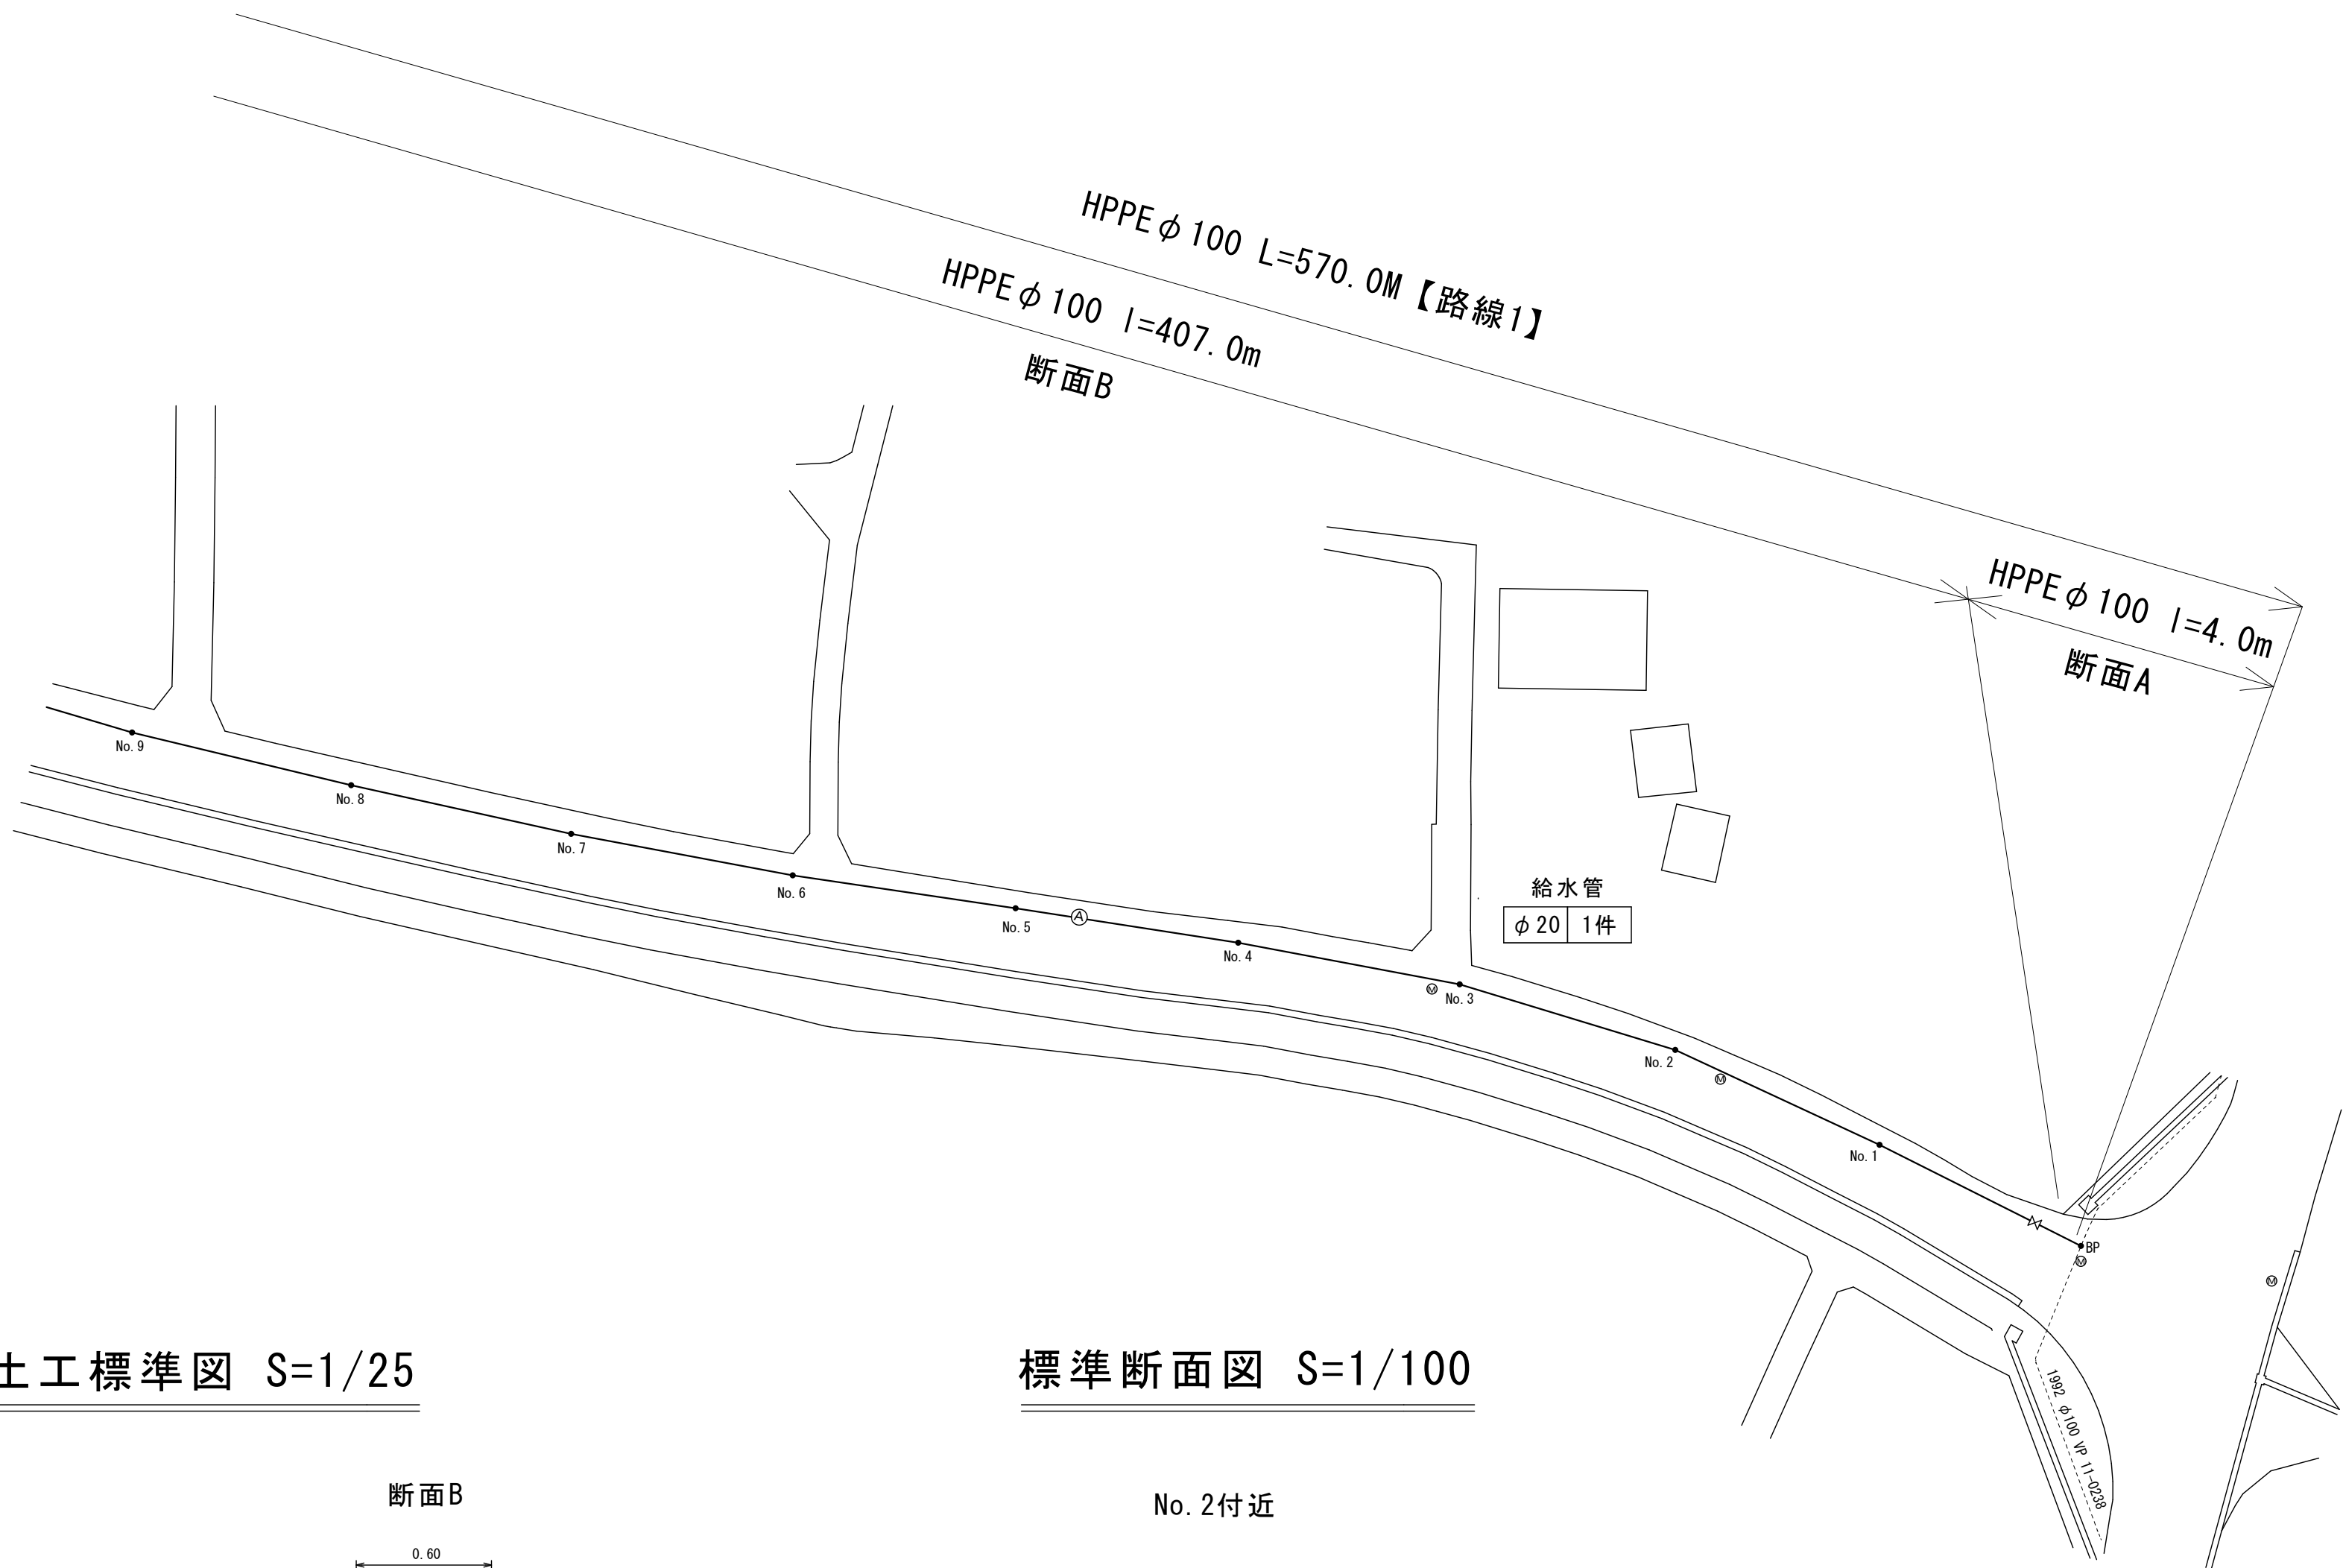 HPPEφ100 L=570.0M【路線1】
HPPEφ100 l=407.0m
断面B
HPPEφ100 l=4.0m
断面A
No.9
No.8
No.7
No.6
No.5
A
No.4
M
No.3
給水管
φ20 1件
No.2
M
No.1
BP
M
M
1992 φ100 VP 11-0238
土工標準図 S=1/25
標準断面図 S=1/100
断面B
No.2付近
0.60